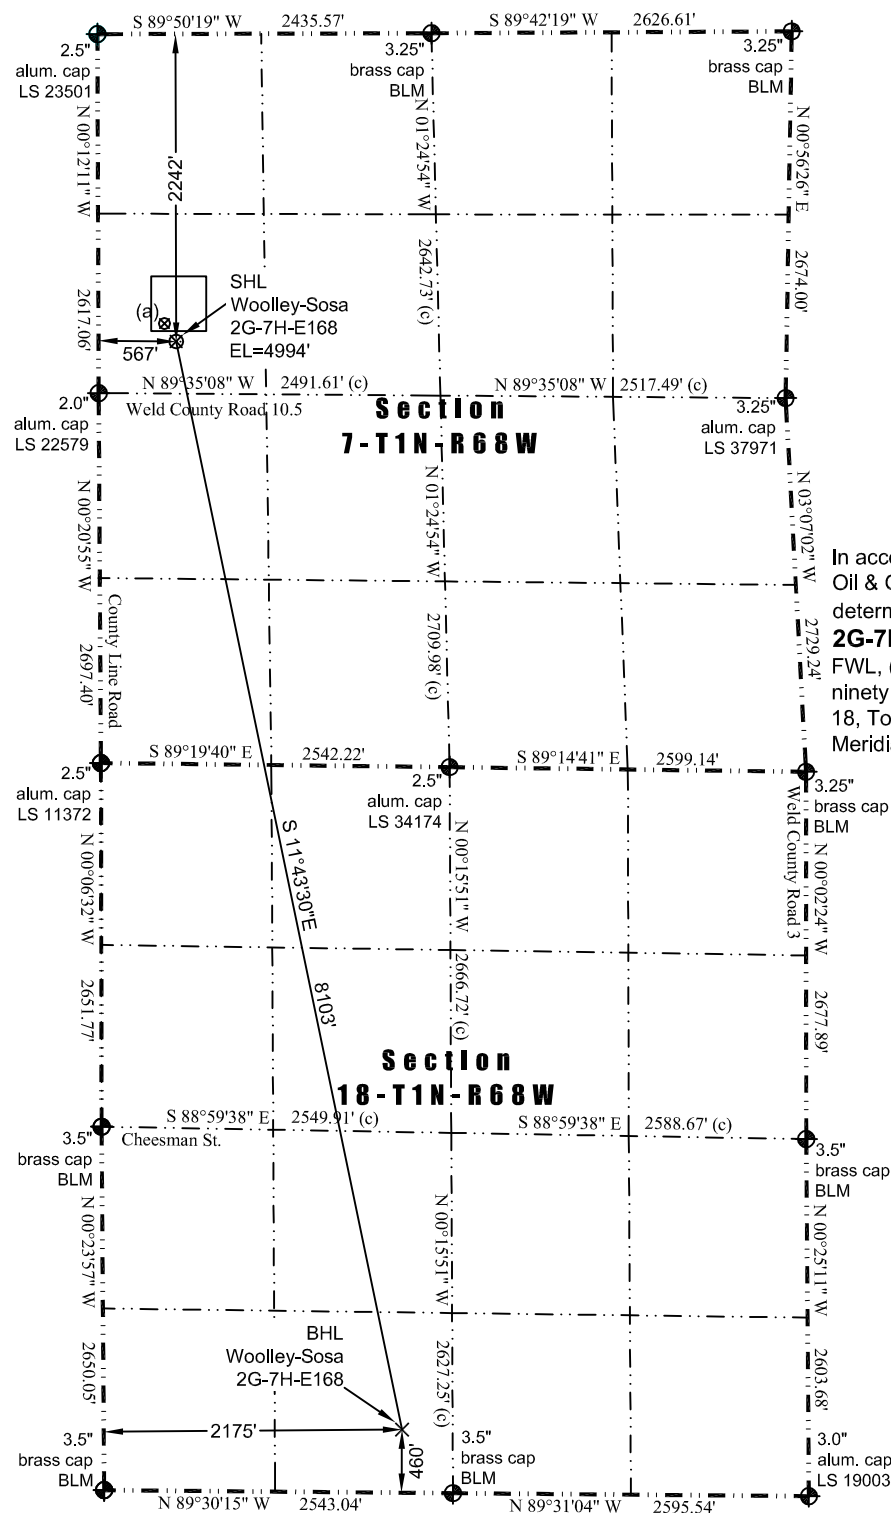 S 89°50'19" W 2435.57'
S 89°42'19" W 2626.61'
2.5"
alum. cap
LS 23501
3.25"
brass cap
BLM
3.25"
brass cap
BLM
N 00°12'11" W
2617.06'
2242'
N 01°24'54" W
2642.73' (c)
N 00°56'26" E
2674.00'
(a)
SHL
Woolley-Sosa
2G-7H-E168
EL=4994'
567'
N 89°35'08" W 2491.61' (c)
N 89°35'08" W 2517.49' (c)
Weld County Road 10.5
2.0"
alum. cap
LS 22579
Section
7-T1N-R68W
3.25"
alum. cap
LS 37971
N 00°20'55" W
2697.40'
County Line Road
N 01°24'54" W
2709.98' (c)
N 03°07'02" W
2729.24'
In acco
Oil & G
determ
2G-7H
FWL, (
ninety
18, To
Meridia
S 89°19'40" E 2542.22'
S 89°14'41" E 2599.14'
2.5"
alum. cap
LS 11372
2.5"
alum. cap
LS 34174
3.25"
brass cap
BLM
Weld County Road 3
N 00°06'32" W
2651.77'
S 11°43'30"E
8103'
N 00°15'51" W
2666.72' (c)
N 00°02'24" W
2677.89'
Section
18-T1N-R68W
S 88°59'38" E 2549.91' (c)
S 88°59'38" E 2588.67' (c)
Cheesman St.
3.5"
brass cap
BLM
3.5"
brass cap
BLM
N 00°23'57" W
2650.05'
N 00°15'51" W
2627.25' (c)
N 00°25'11" W
2603.68'
BHL
Woolley-Sosa
2G-7H-E168
2175'
460'
3.5"
brass cap
BLM
3.5"
brass cap
BLM
3.0"
alum. cap
LS 19003
N 89°30'15" W 2543.04'
N 89°31'04" W 2595.54'